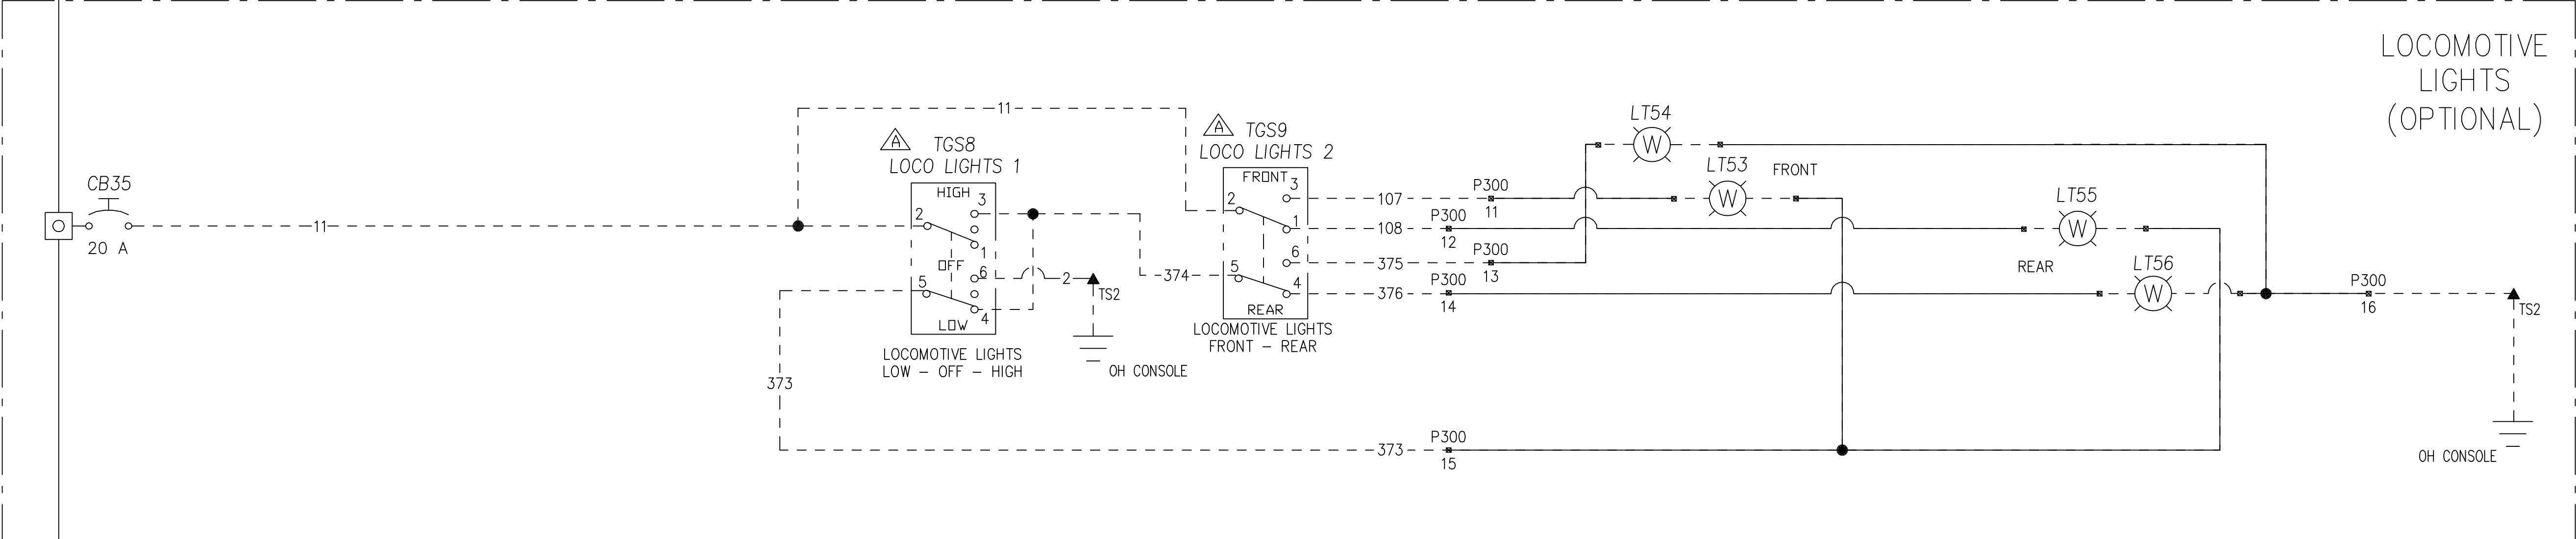 LOCOMOTIVE
LIGHTS
(OPTIONAL)
CB35
20 A
11
11
A
TGS8
LOCO LIGHTS 1
HIGH
3
2
1
OFF
6
5
4
LOW
LOCOMOTIVE LIGHTS
LOW - OFF - HIGH
2
TS2
OH CONSOLE
373
374
A
TGS9
LOCO LIGHTS 2
FRONT
3
2
1
6
5
4
REAR
LOCOMOTIVE LIGHTS
FRONT - REAR
107
108
375
376
373
P300
11
P300
12
P300
13
P300
14
P300
15
LT54
W
LT53
W
FRONT
LT55
W
REAR
LT56
W
P300
16
TS2
OH CONSOLE